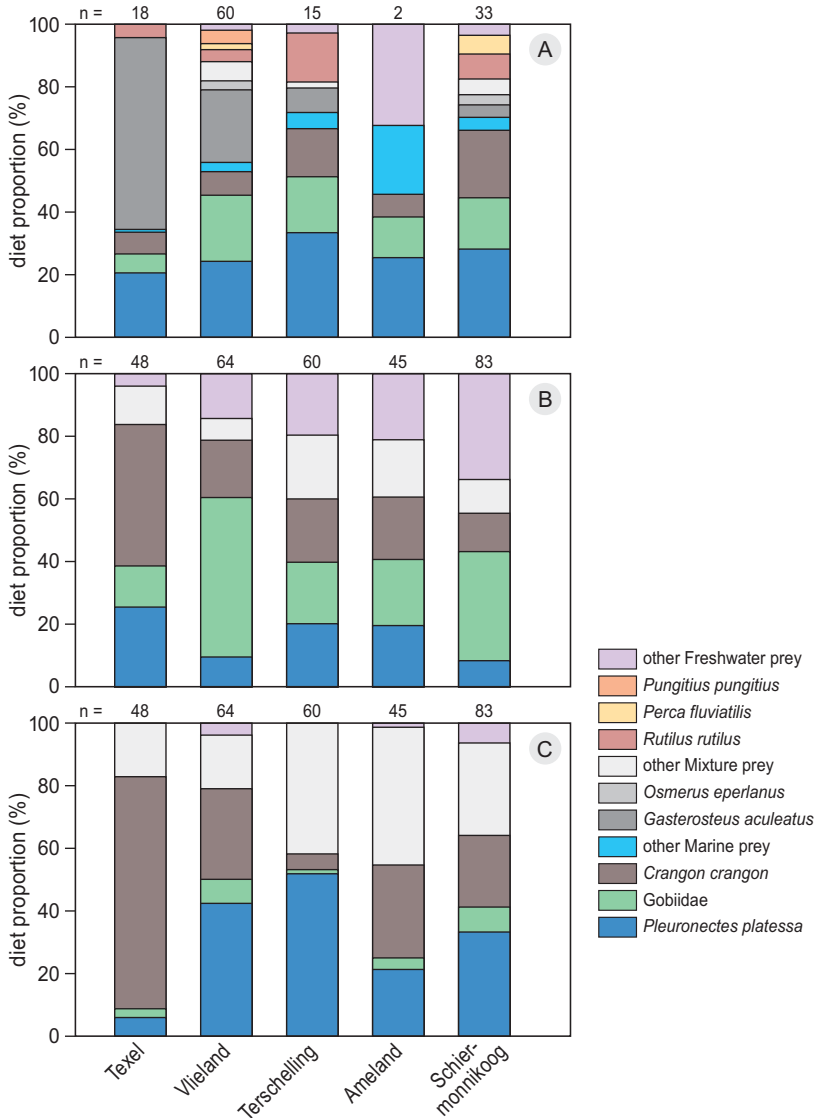 n = 18 60 15 2 33
100
80
60
40
20
0
diet proportion (%)
A
n = 48 64 60 45 83
100
80
60
40
20
0
diet proportion (%)
B
n = 48 64 60 45 83
100
80
60
40
20
0
diet proportion (%)
C
Texel
Vlieland
Terschelling
Ameland
Schier-
monnikoog
other Freshwater prey
Pungitius pungitius
Perca fluviatilis
Rutilus rutilus
other Mixture prey
Osmerus eperlanus
Gasterosteus aculeatus
other Marine prey
Crangon crangon
Gobiidae
Pleuronectes platessa